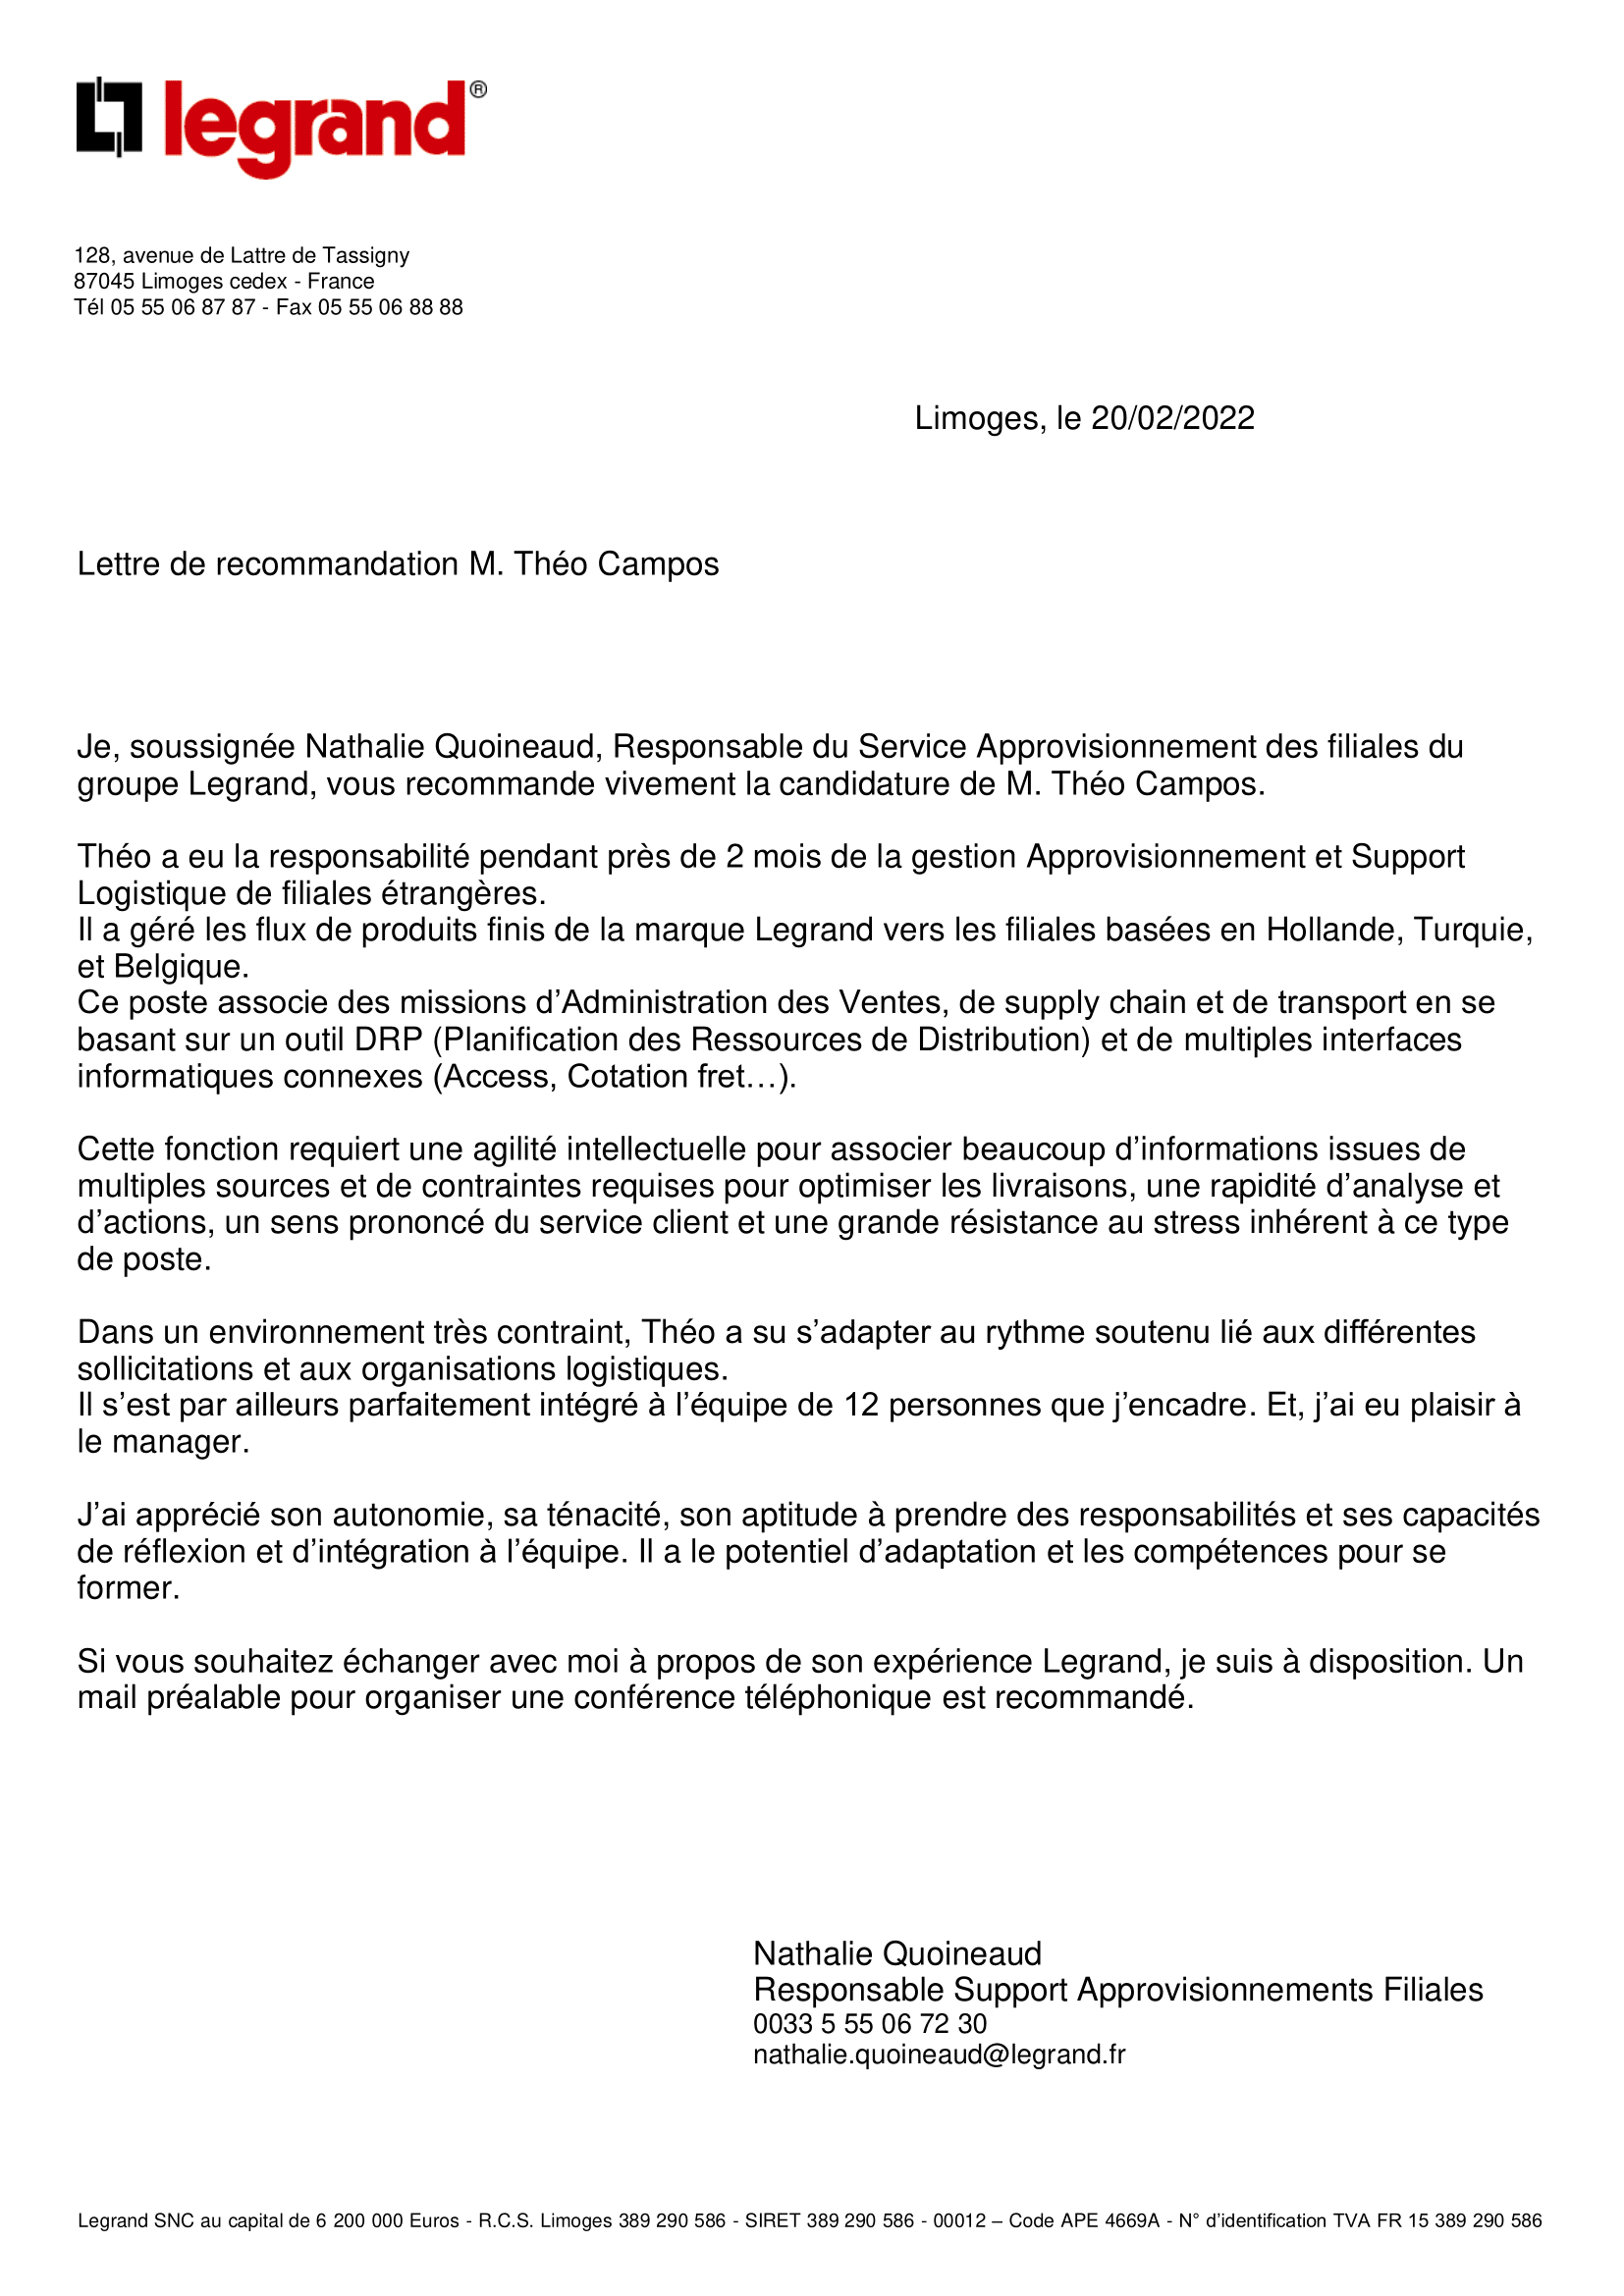 legrand®
128, avenue de Lattre de Tassigny
87045 Limoges cedex - France
Tél 05 55 06 87 87 - Fax 05 55 06 88 88
Limoges, le 20/02/2022
Lettre de recommandation M. Théo Campos
Je, soussignée Nathalie Quoineaud, Responsable du Service Approvisionnement des filiales du
groupe Legrand, vous recommande vivement la candidature de M. Théo Campos.
Théo a eu la responsabilité pendant près de 2 mois de la gestion Approvisionnement et Support
Logistique de filiales étrangères.
Il a géré les flux de produits finis de la marque Legrand vers les filiales basées en Hollande, Turquie,
et Belgique.
Ce poste associe des missions d’Administration des Ventes, de supply chain et de transport en se
basant sur un outil DRP (Planification des Ressources de Distribution) et de multiples interfaces
informatiques connexes (Access, Cotation fret…).
Cette fonction requiert une agilité intellectuelle pour associer beaucoup d’informations issues de
multiples sources et de contraintes requises pour optimiser les livraisons, une rapidité d’analyse et
d’actions, un sens prononcé du service client et une grande résistance au stress inhérent à ce type
de poste.
Dans un environnement très contraint, Théo a su s’adapter au rythme soutenu lié aux différentes
sollicitations et aux organisations logistiques.
Il s’est par ailleurs parfaitement intégré à l’équipe de 12 personnes que j’encadre. Et, j’ai eu plaisir à
le manager.
J’ai apprécié son autonomie, sa ténacité, son aptitude à prendre des responsabilités et ses capacités
de réflexion et d’intégration à l’équipe. Il a le potentiel d’adaptation et les compétences pour se
former.
Si vous souhaitez échanger avec moi à propos de son expérience Legrand, je suis à disposition. Un
mail préalable pour organiser une conférence téléphonique est recommandé.
Nathalie Quoineaud
Responsable Support Approvisionnements Filiales
0033 5 55 06 72 30
nathalie.quoineaud@legrand.fr
Legrand SNC au capital de 6 200 000 Euros - R.C.S. Limoges 389 290 586 - SIRET 389 290 586 - 00012 – Code APE 4669A - N° d’identification TVA FR 15 389 290 586